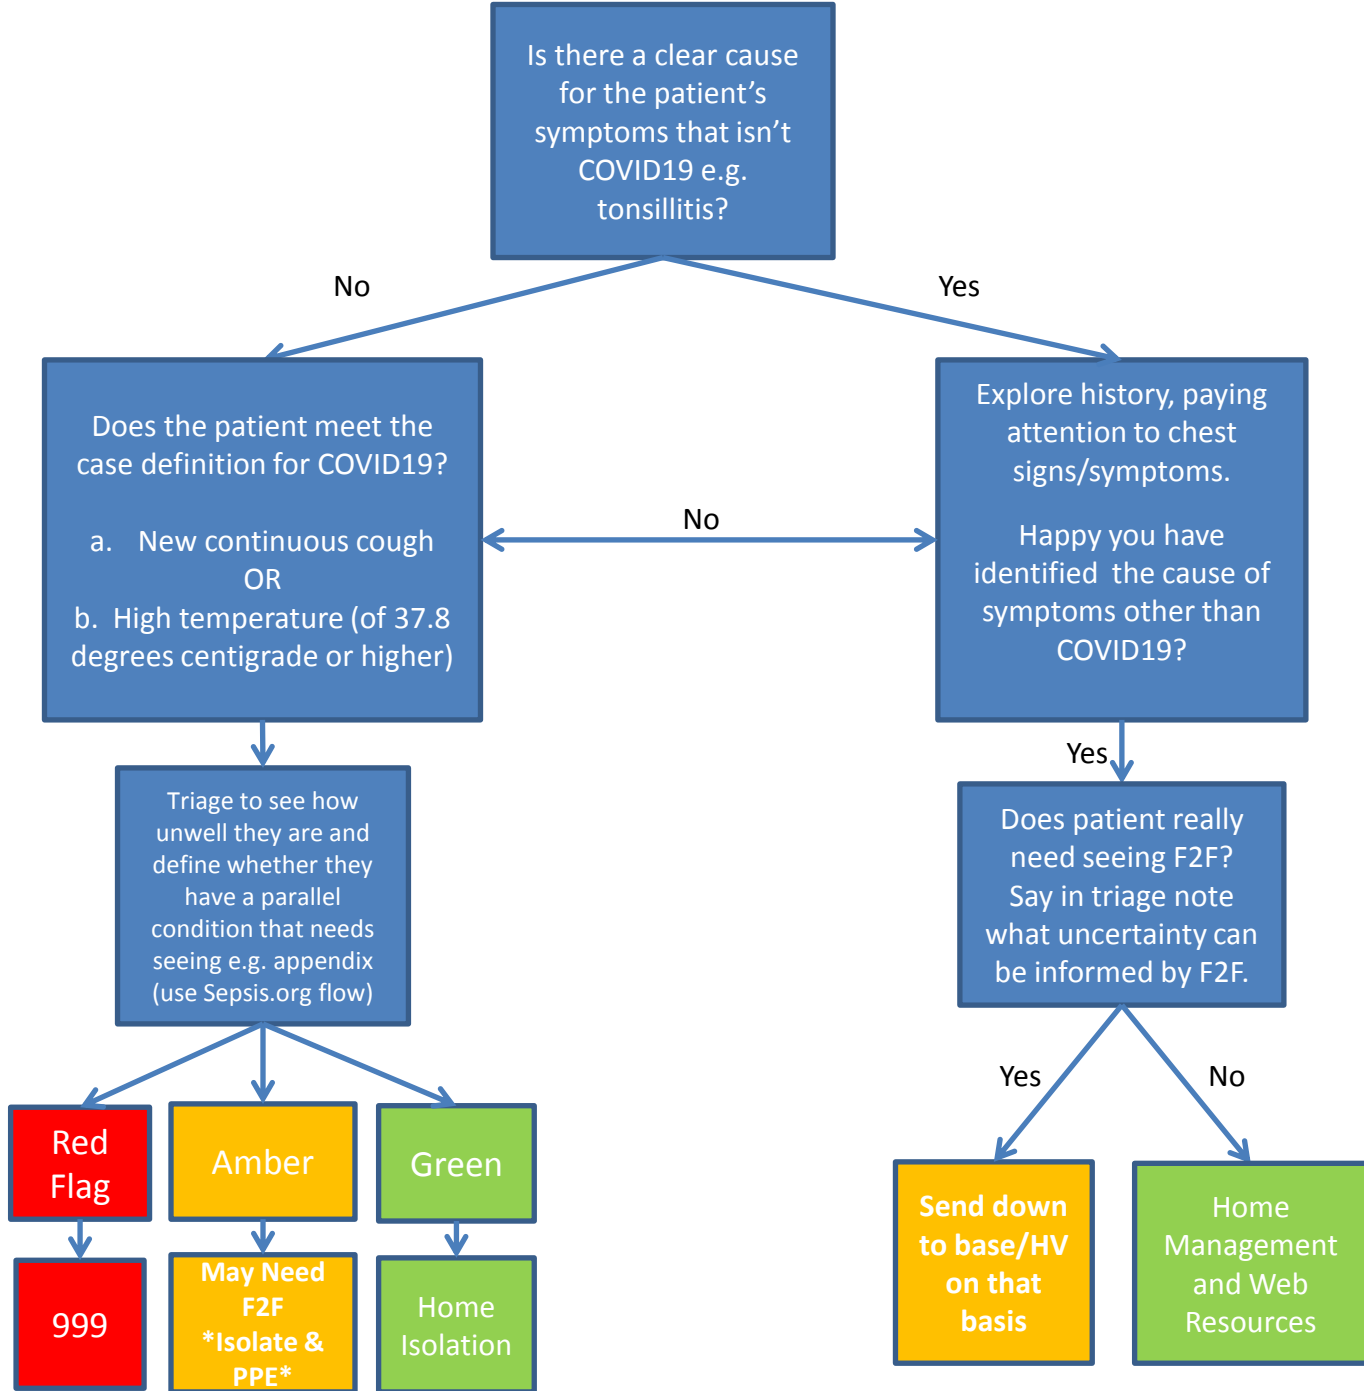 Is there a clear cause
for the patient’s
symptoms that isn’t
COVID19 e.g.
tonsillitis?
No
Yes
Does the patient meet the
case definition for COVID19?
a. New continuous cough
OR
b. High temperature (of 37.8
degrees centigrade or higher)
No
Explore history, paying
attention to chest
signs/symptoms.
Happy you have
identified the cause of
symptoms other than
COVID19?
Yes
Triage to see how
unwell they are and
define whether they
have a parallel
condition that needs
seeing e.g. appendix
(use Sepsis.org flow)
Does patient really
need seeing F2F?
Say in triage note
what uncertainty can
be informed by F2F.
Yes
No
Red
Flag
Amber
Green
999
May Need
F2F
*Isolate &
PPE*
Home
Isolation
Send down
to base/HV
on that
basis
Home
Management
and Web
Resources